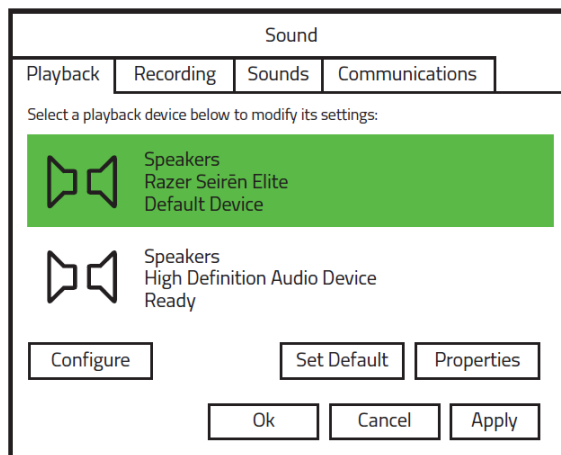 Sound
Playback Recording Sounds Communications
Select a playback device below to modify its settings:
Speakers
Razer Seirēn Elite
Default Device
Speakers
High Definition Audio Device
Ready
Configure Set Default Properties
Ok Cancel Apply